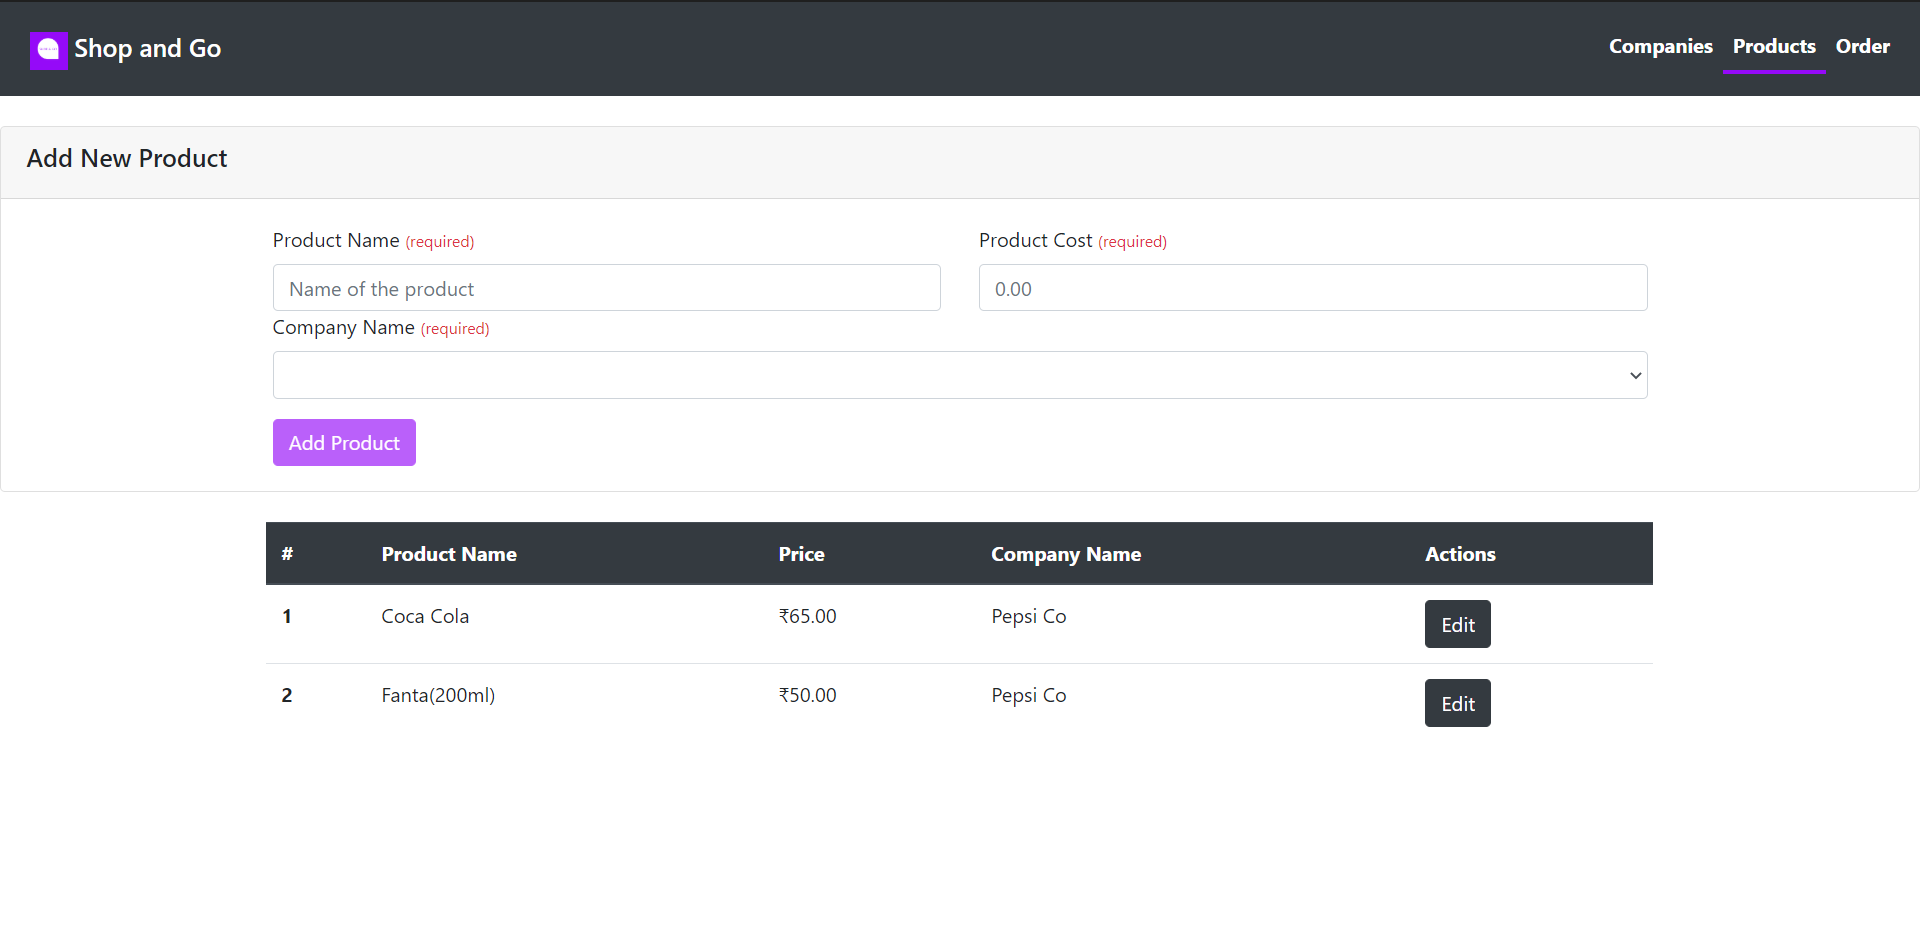 Shop and Go Companies Products Order
Add New Product
Product Name (required) Product Cost (required)
Name of the product 0.00
Company Name (required)
Add Product
# Product Name Price Company Name Actions
1 Coca Cola ₹65.00 Pepsi Co Edit
2 Fanta(200ml) ₹50.00 Pepsi Co Edit